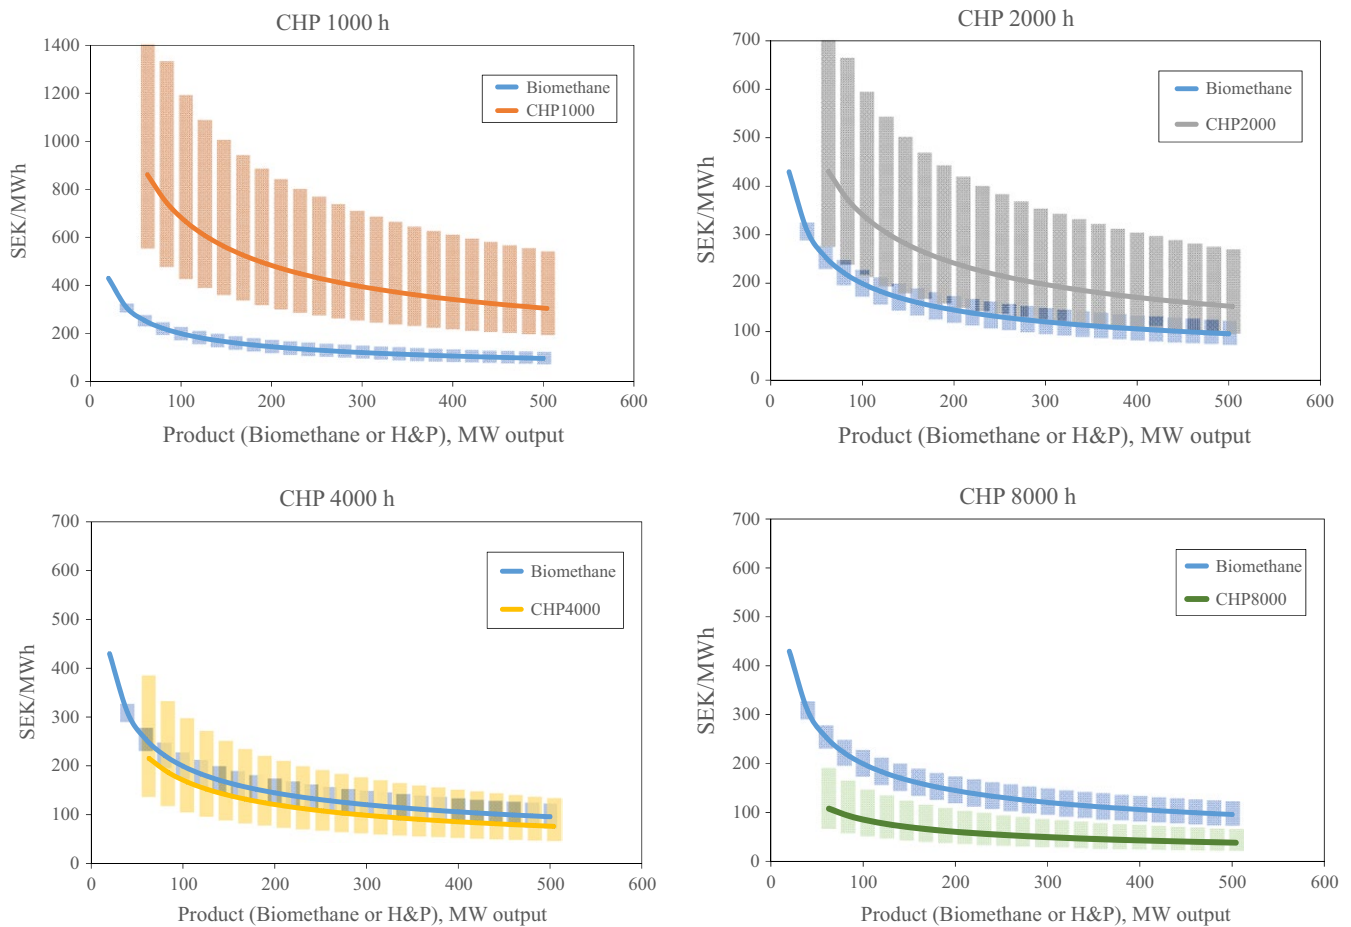 CHP 1000 h
1400
1200
1000
800
600
400
200
0
0 100 200 300 400 500 600
SEK/MWh
Product (Biomethane or H&P), MW output
Biomethane
CHP1000
CHP 2000 h
700
600
500
400
300
200
100
0
0 100 200 300 400 500 600
SEK/MWh
Product (Biomethane or H&P), MW output
Biomethane
CHP2000
CHP 4000 h
700
600
500
400
300
200
100
0
0 100 200 300 400 500 600
SEK/MWh
Product (Biomethane or H&P), MW output
Biomethane
CHP4000
CHP 8000 h
700
600
500
400
300
200
100
0
0 100 200 300 400 500 600
SEK/MWh
Product (Biomethane or H&P), MW output
Biomethane
CHP8000